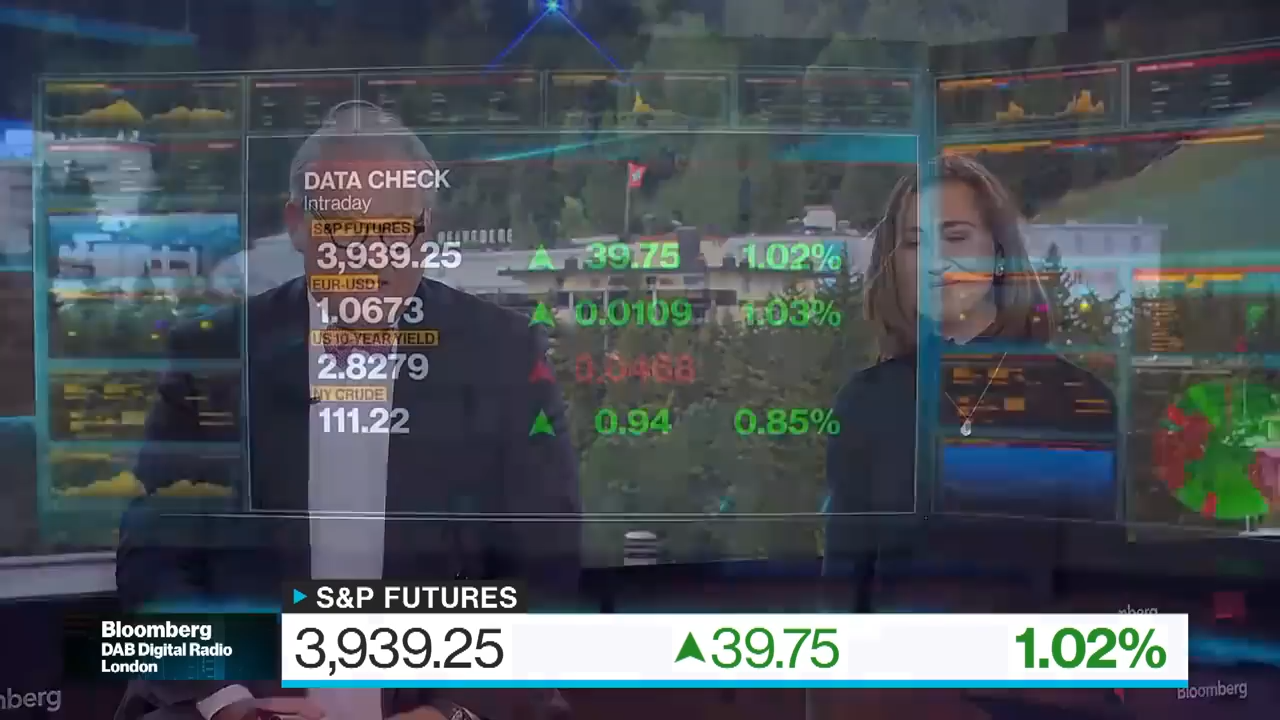 DATA CHECK
Intraday
S&P FUTURES
3,939.25 ▲ 39.75 1.02%
EUR-USD
1.0673 ▲ 0.0109 1.03%
US 10-YEAR YIELD
2.8279 ▲ 0.0468
NY CRUDE
111.22 ▲ 0.94 0.85%
S&P FUTURES
3,939.25 ▲39.75 1.02%
Bloomberg
DAB Digital Radio
London
nberg
nberg
Bloomberg